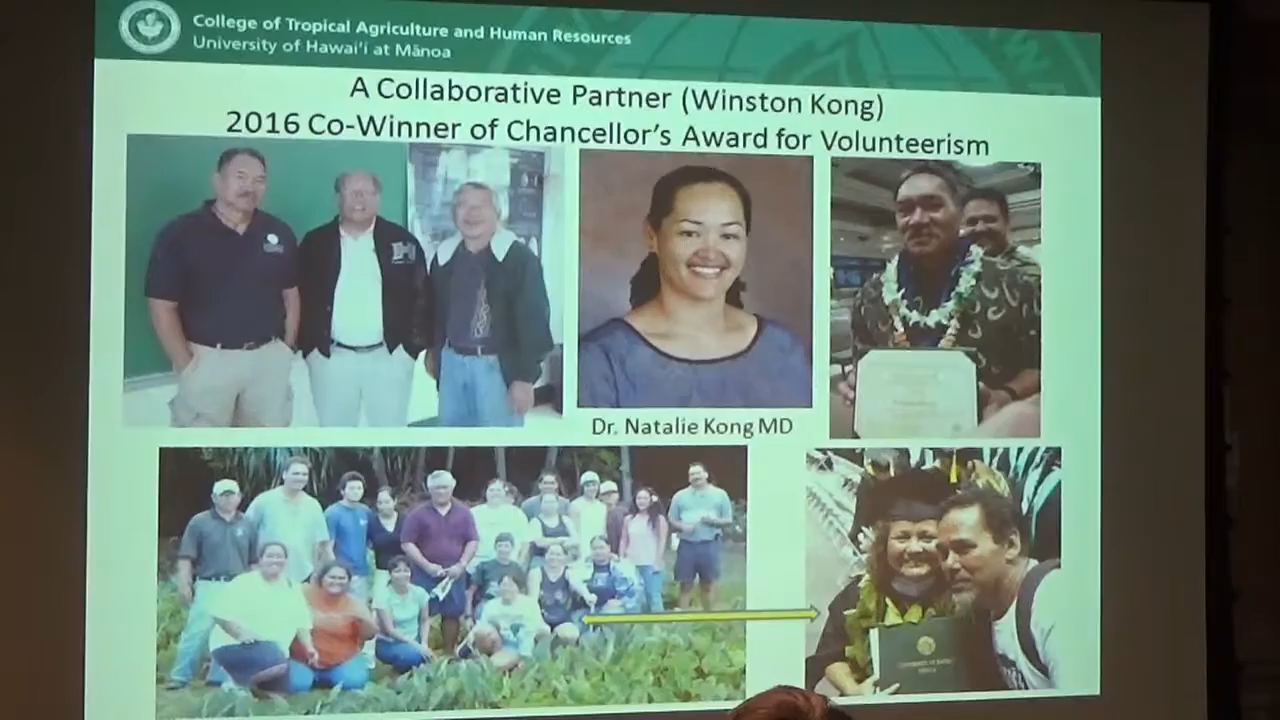 College of Tropical Agriculture and Human Resources
University of Hawai'i at Mānoa
A Collaborative Partner (Winston Kong)
2016 Co-Winner of Chancellor's Award for Volunteerism
Dr. Natalie Kong MD